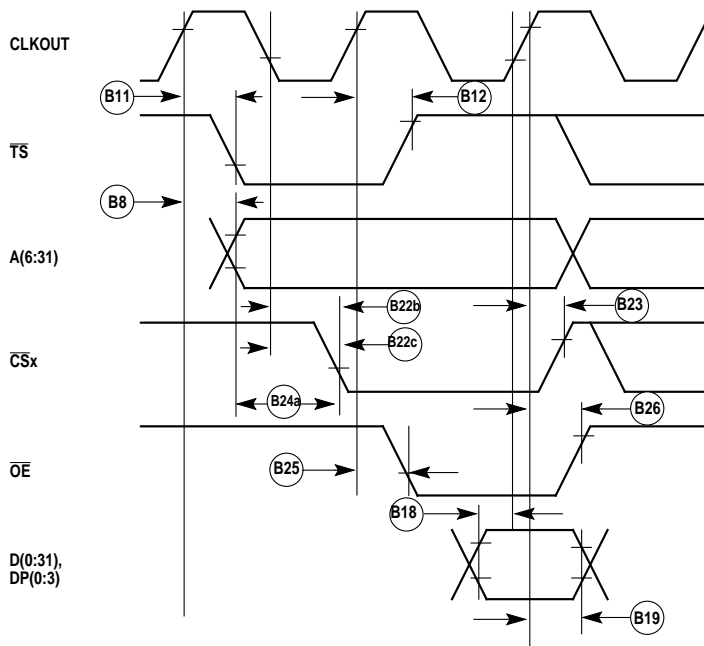 CLKOUT
B11
B12
TS
B8
A(6:31)
B22b
B23
CSx
B22c
B24a
B26
OE
B25
B18
D(0:31),
DP(0:3)
B19